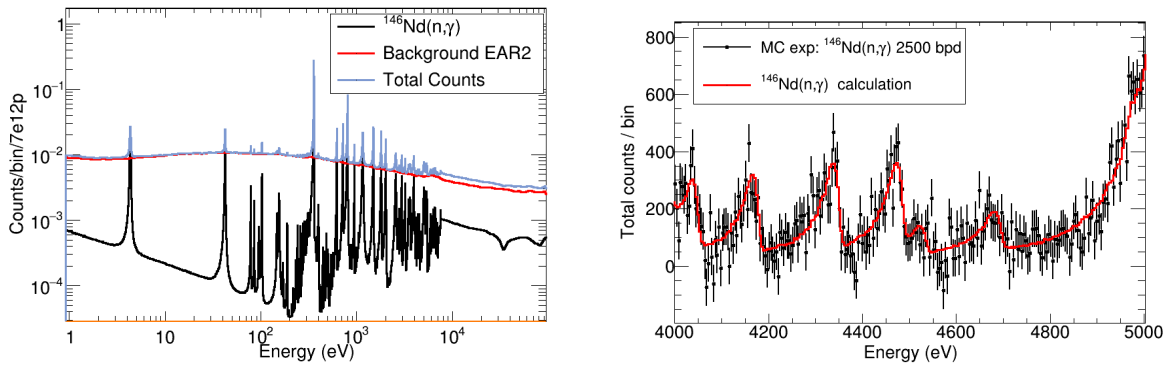 1
10⁻¹
10⁻²
10⁻³
10⁻⁴
Counts/bin/7e12p
¹⁴⁶Nd(n,γ)
Background EAR2
Total Counts
1 10 10² 10³ 10⁴
Energy (eV)
800
600
400
200
0
Total counts / bin
MC exp: ¹⁴⁶Nd(n,γ) 2500 bpd
¹⁴⁶Nd(n,γ) calculation
4000 4200 4400 4600 4800 5000
Energy (eV)